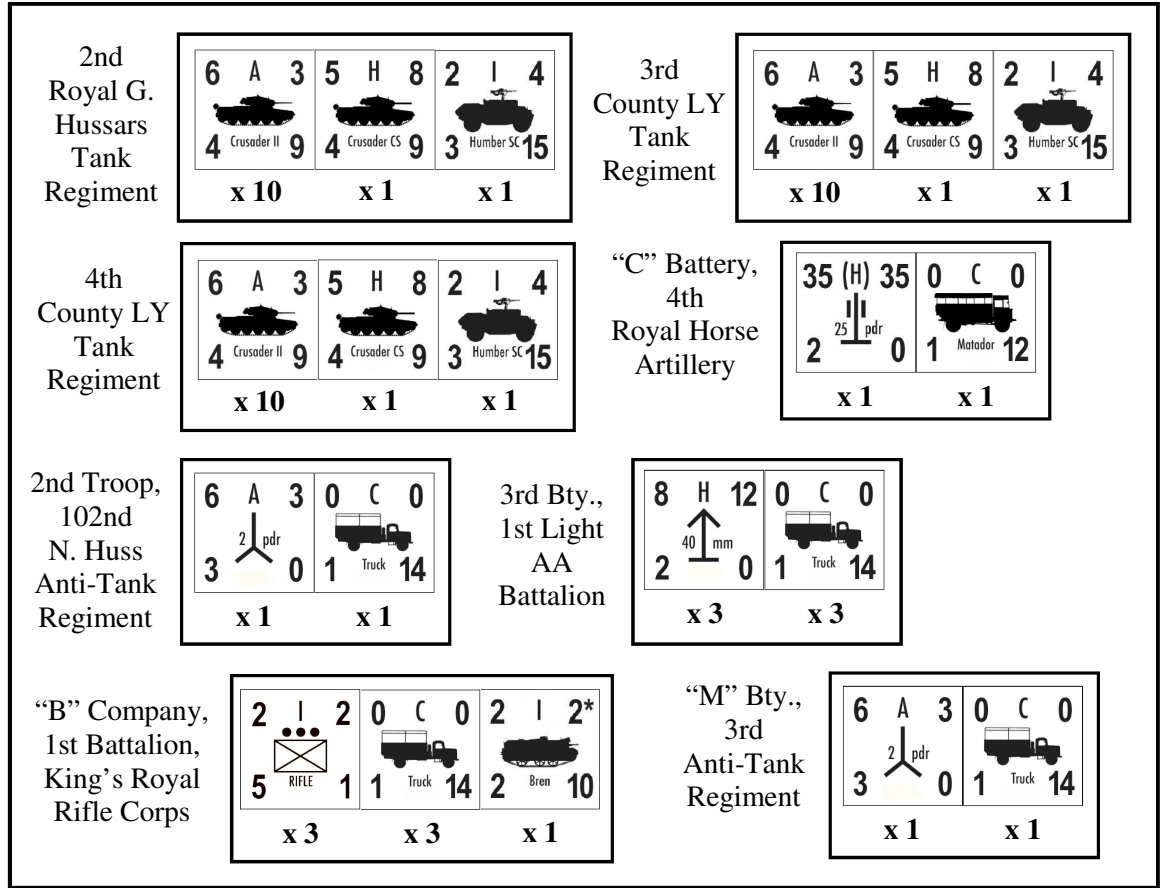 2nd
Royal G.
Hussars
Tank
Regiment
6 A 3 5 H 8 2 I 4
4 Crusader II 9 4 Crusader CS 9 3 Humber SC 15
x 10 x 1 x 1
3rd
County LY
Tank
Regiment
6 A 3 5 H 8 2 I 4
4 Crusader II 9 4 Crusader CS 9 3 Humber SC 15
x 10 x 1 x 1
4th
County LY
Tank
Regiment
6 A 3 5 H 8 2 I 4
4 Crusader II 9 4 Crusader CS 9 3 Humber SC 15
x 10 x 1 x 1
“C” Battery,
4th
Royal Horse
Artillery
35 (H) 35 0 C 0
25 pdr
2 0 1 Matador 12
x 1 x 1
2nd Troop,
102nd
N. Huss
Anti-Tank
Regiment
6 A 3 0 C 0
2 pdr
3 0 1 Truck 14
x 1 x 1
3rd Bty.,
1st Light
AA
Battalion
8 H 12 0 C 0
40 mm
2 0 1 Truck 14
x 3 x 3
“B” Company,
1st Battalion,
King’s Royal
Rifle Corps
2 I 2 0 C 0 2 I 2*
5 RIFLE 1 1 Truck 14 2 Bren 10
x 3 x 3 x 1
“M” Bty.,
3rd
Anti-Tank
Regiment
6 A 3 0 C 0
2 pdr
3 0 1 Truck 14
x 1 x 1